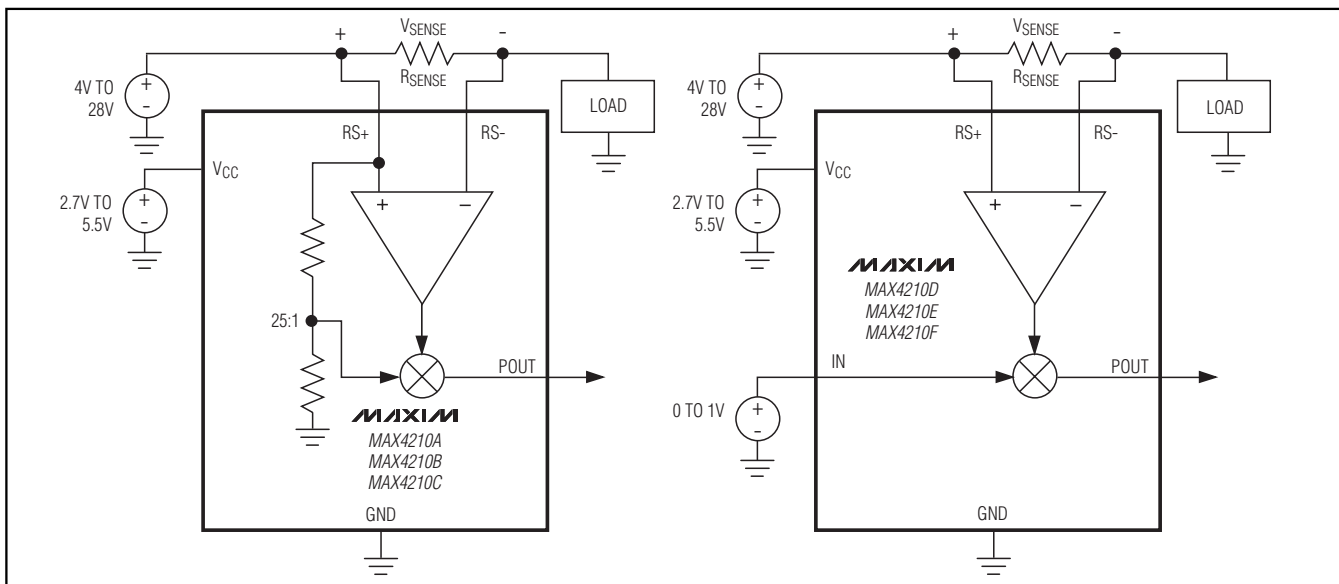 + VSENSE -
RSENSE
4V TO
28V
+
-
LOAD
RS+
RS-
VCC
2.7V TO
5.5V
+
-
+ −
25:1
POUT
MAXIM
MAX4210A
MAX4210B
MAX4210C
GND
+ VSENSE -
RSENSE
4V TO
28V
+
-
LOAD
RS+
RS-
VCC
2.7V TO
5.5V
+
-
+ −
MAXIM
MAX4210D
MAX4210E
MAX4210F
IN
POUT
0 TO 1V
+
-
GND